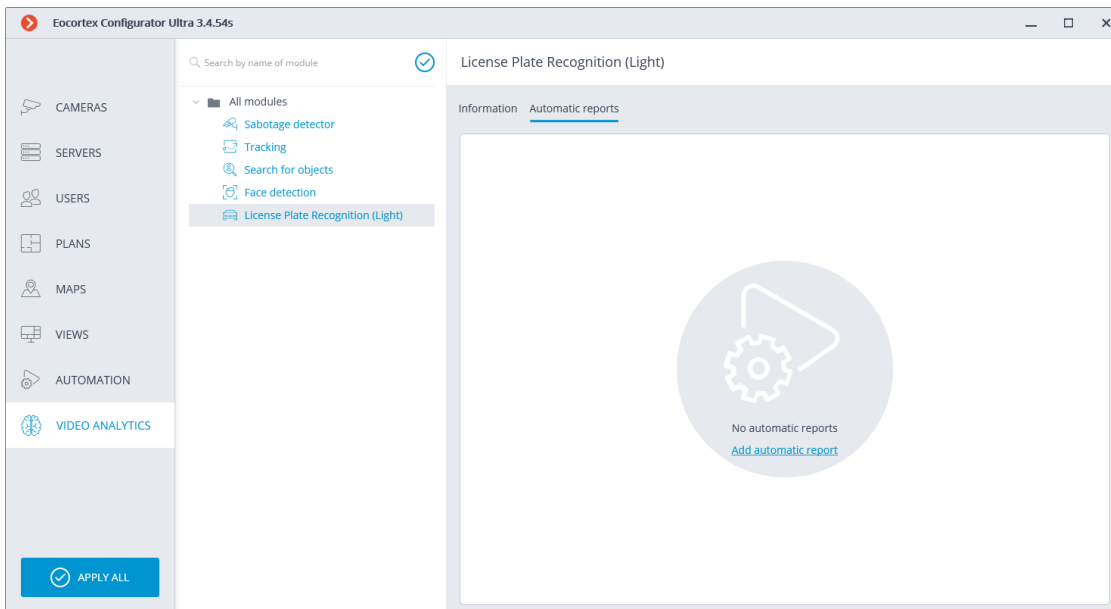 Eocortex Configurator Ultra 3.4.54s
CAMERAS
SERVERS
USERS
PLANS
MAPS
VIEWS
AUTOMATION
VIDEO ANALYTICS
APPLY ALL
Search by name of module
All modules
Sabotage detector
Tracking
Search for objects
Face detection
License Plate Recognition (Light)
License Plate Recognition (Light)
Information Automatic reports
No automatic reports
Add automatic report